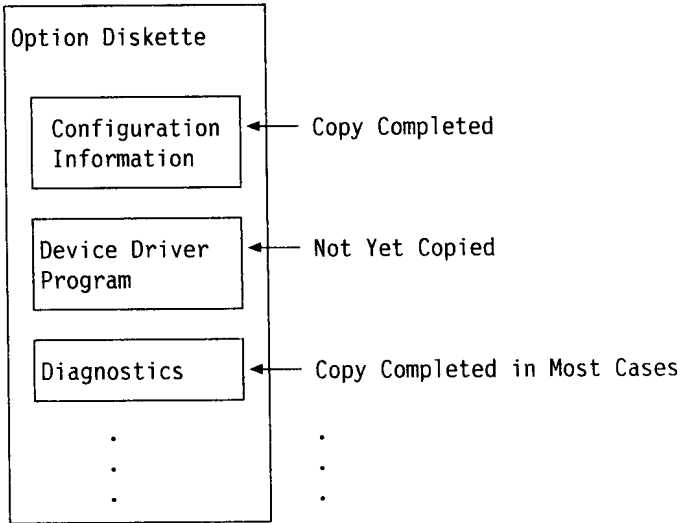 Option Diskette
Configuration
Information
Copy Completed
Device Driver
Program
Not Yet Copied
Diagnostics
Copy Completed in Most Cases